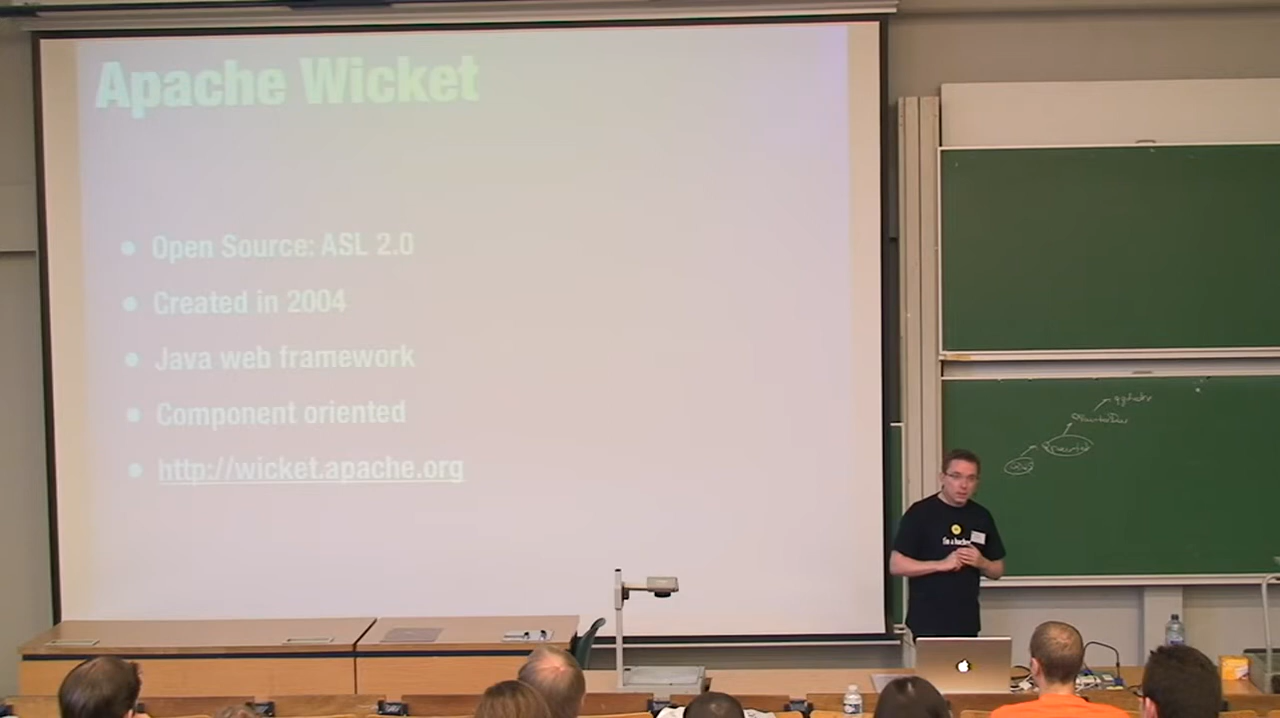 Apache Wicket
Open Source: ASL 2.0
Created in 2004
Java web framework
Component oriented
http://wicket.apache.org
I'm a